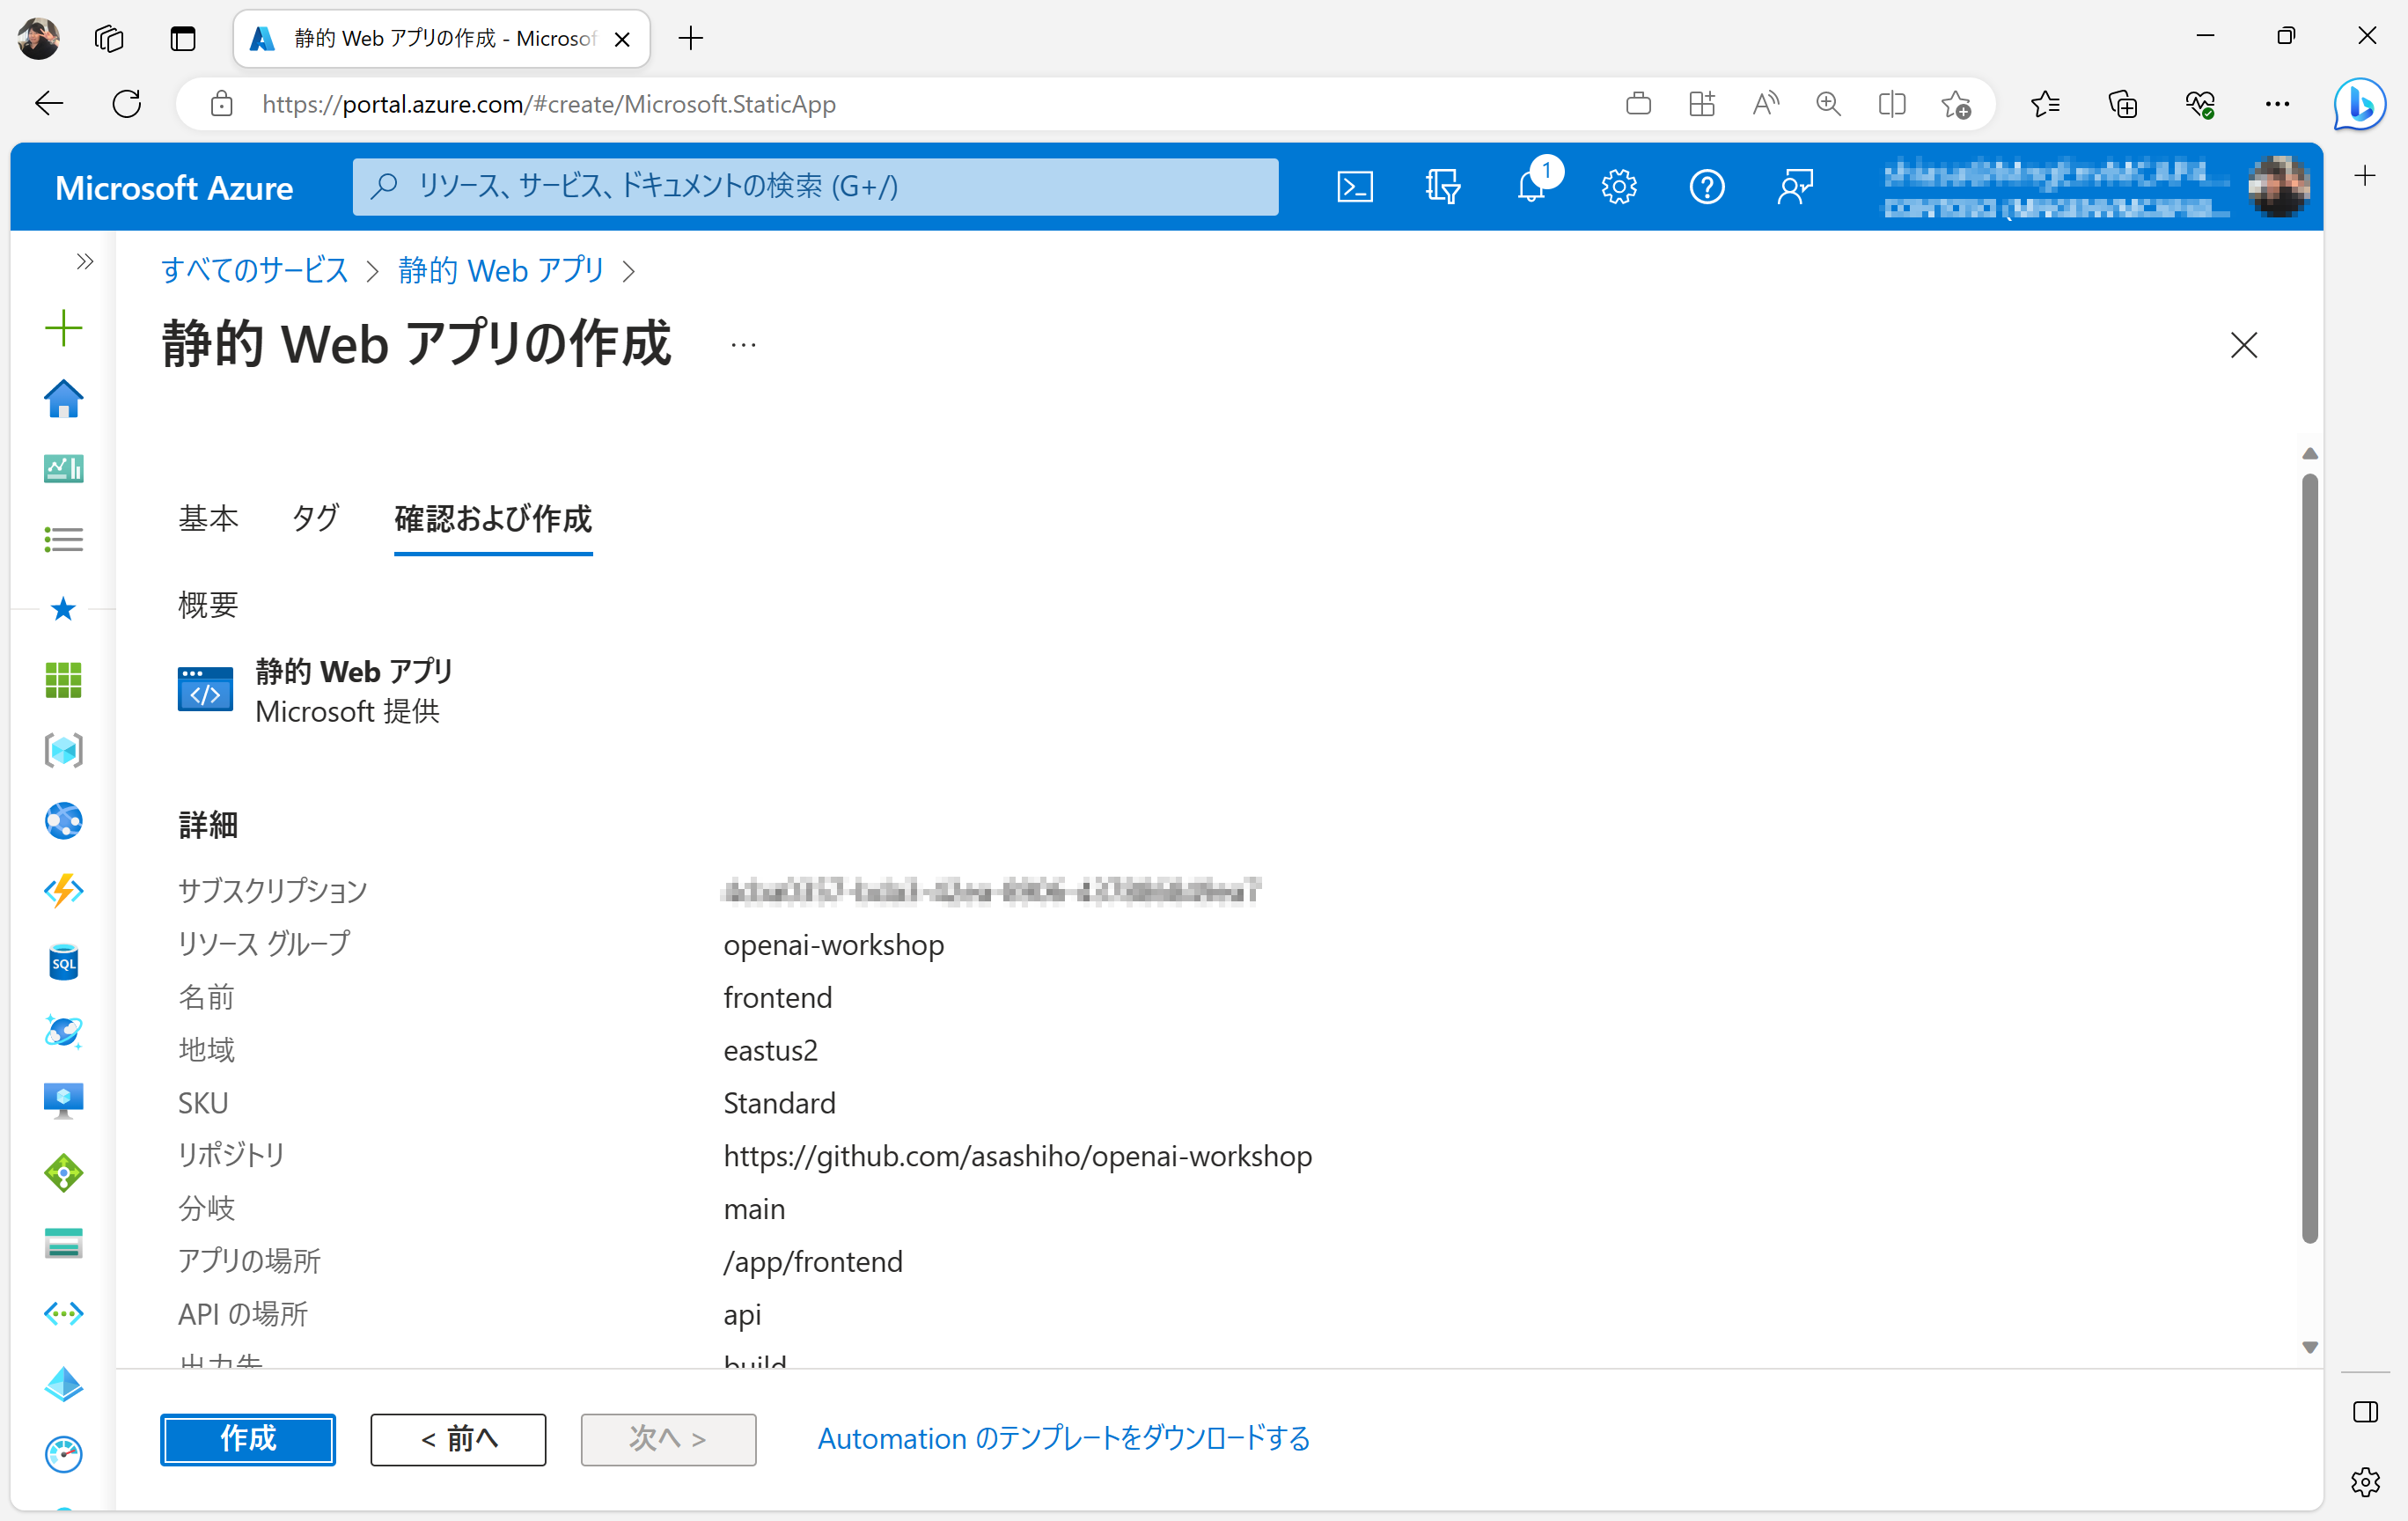 静的 Web アプリの作成 - Microsof
https://portal.azure.com/#create/Microsoft.StaticApp
Microsoft Azure
リソース、サービス、ドキュメントの検索 (G+/)
1
すべてのサービス > 静的 Web アプリ >
静的 Web アプリの作成 …
基本 タグ 確認および作成
概要
静的 Web アプリ
Microsoft 提供
詳細
サブスクリプション
リソース グループ openai-workshop
名前 frontend
地域 eastus2
SKU Standard
リポジトリ https://github.com/asashiho/openai-workshop
分岐 main
アプリの場所 /app/frontend
API の場所 api
出力先 build
SQL
作成 < 前へ 次へ > Automation のテンプレートをダウンロードする